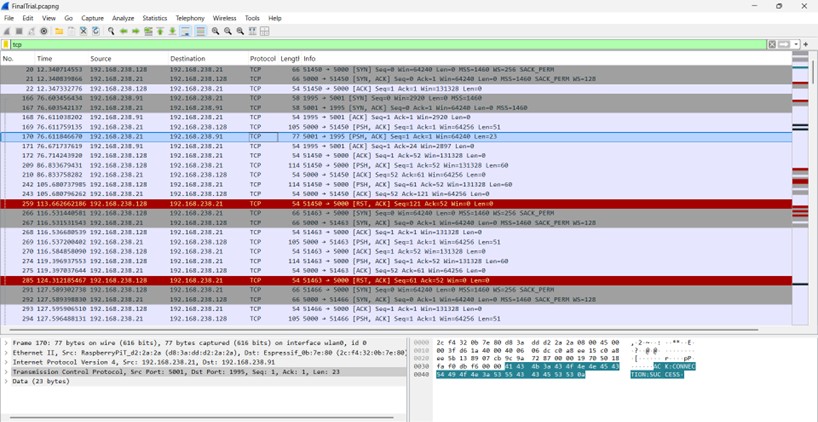 FinalTrial.pcapng
File Edit View Go Capture Analyze Statistics Telephony Wireless Tools Help
tcp
No. Time Source Destination Protocol Lengtl Info
20 12.340714553 192.168.238.128 192.168.238.21 TCP 66 51450 → 5000 [SYN] Seq=0 Win=64240 Len=0 MSS=1460 WS=256 SACK_PERM
21 12.340839866 192.168.238.21 192.168.238.128 TCP 66 5000 → 51450 [SYN, ACK] Seq=0 Ack=1 Win=64240 Len=0 MSS=1460 SACK_PERM WS=128
22 12.347332776 192.168.238.128 192.168.238.21 TCP 54 51450 → 5000 [ACK] Seq=1 Ack=1 Win=131328 Len=0
166 76.603456434 192.168.238.91 192.168.238.21 TCP 58 1995 → 5001 [SYN] Seq=0 Win=2920 Len=0 MSS=1460
167 76.603542137 192.168.238.21 192.168.238.91 TCP 58 5001 → 1995 [SYN, ACK] Seq=0 Ack=1 Win=64240 Len=0 MSS=1460
168 76.611038202 192.168.238.91 192.168.238.21 TCP 54 1995 → 5001 [ACK] Seq=1 Ack=1 Win=2920 Len=0
169 76.611759135 192.168.238.21 192.168.238.128 TCP 105 5000 → 51450 [PSH, ACK] Seq=1 Ack=1 Win=64256 Len=51
170 76.611846670 192.168.238.21 192.168.238.91 TCP 77 5001 → 1995 [PSH, ACK] Seq=1 Ack=1 Win=64240 Len=23
171 76.671737619 192.168.238.91 192.168.238.21 TCP 54 1995 → 5001 [ACK] Seq=1 Ack=24 Win=2897 Len=0
172 76.714243920 192.168.238.128 192.168.238.21 TCP 54 51450 → 5000 [ACK] Seq=1 Ack=52 Win=131328 Len=0
209 86.833679431 192.168.238.128 192.168.238.21 TCP 114 51450 → 5000 [PSH, ACK] Seq=1 Ack=52 Win=131328 Len=60
210 86.833758202 192.168.238.21 192.168.238.128 TCP 54 5000 → 51450 [ACK] Seq=52 Ack=61 Win=64256 Len=0
242 105.680733985 192.168.238.128 192.168.238.21 TCP 114 51450 → 5000 [PSH, ACK] Seq=61 Ack=52 Win=131328 Len=60
243 105.680796262 192.168.238.21 192.168.238.128 TCP 54 5000 → 51450 [ACK] Seq=52 Ack=121 Win=64256 Len=0
259 113.662662186 192.168.238.128 192.168.238.21 TCP 54 51450 → 5000 [RST, ACK] Seq=121 Ack=52 Win=0 Len=0
266 116.531440581 192.168.238.128 192.168.238.21 TCP 66 51463 → 5000 [SYN] Seq=0 Win=64240 Len=0 MSS=1460 WS=256 SACK_PERM
267 116.531531541 192.168.238.21 192.168.238.128 TCP 66 5000 → 51463 [SYN, ACK] Seq=0 Ack=1 Win=64240 Len=0 MSS=1460 SACK_PERM WS=128
268 116.536680539 192.168.238.128 192.168.238.21 TCP 54 51463 → 5000 [ACK] Seq=1 Ack=1 Win=131328 Len=0
269 116.537200402 192.168.238.21 192.168.238.128 TCP 105 5000 → 51463 [PSH, ACK] Seq=1 Ack=1 Win=64256 Len=51
270 116.584850090 192.168.238.128 192.168.238.21 TCP 54 51463 → 5000 [ACK] Seq=1 Ack=52 Win=131328 Len=0
274 119.396937553 192.168.238.128 192.168.238.21 TCP 114 51463 → 5000 [PSH, ACK] Seq=1 Ack=52 Win=131328 Len=60
275 119.397037644 192.168.238.21 192.168.238.128 TCP 54 5000 → 51463 [ACK] Seq=52 Ack=61 Win=64256 Len=0
285 124.312185467 192.168.238.128 192.168.238.21 TCP 54 51463 → 5000 [RST, ACK] Seq=61 Ack=52 Win=0 Len=0
291 127.589302738 192.168.238.128 192.168.238.21 TCP 66 51466 → 5000 [SYN] Seq=0 Win=64240 Len=0 MSS=1460 WS=256 SACK_PERM
292 127.589398830 192.168.238.21 192.168.238.128 TCP 66 5000 → 51466 [SYN, ACK] Seq=0 Ack=1 Win=64240 Len=0 MSS=1460 SACK_PERM WS=128
293 127.595906510 192.168.238.128 192.168.238.21 TCP 54 51466 → 5000 [ACK] Seq=1 Ack=1 Win=131328 Len=0
294 127.596488131 192.168.238.21 192.168.238.128 TCP 105 5000 → 51466 [PSH, ACK] Seq=1 Ack=1 Win=64256 Len=51
Frame 170: 77 bytes on wire (616 bits), 77 bytes captured (616 bits) on interface wlan0, id 0
Ethernet II, Src: RaspberryPiT_d2:2a:2a (d8:3a:dd:d2:2a:2a), Dst: Espressif_0b:7e:80 (2c:f4:32:0b:7e:80)
Internet Protocol Version 4, Src: 192.168.238.21, Dst: 192.168.238.91
Transmission Control Protocol, Src Port: 5001, Dst Port: 1995, Seq: 1, Ack: 1, Len: 23
Data (23 bytes)
0000 2c f4 32 0b 7e 80 d8 3a dd d2 2a 2a 08 00 45 00
0010 00 3f d6 1a 40 00 40 06 06 dc c0 a8 ee 15 c0 a8
0020 ee 5b 13 89 07 cb 9c 9a 72 87 00 00 19 70 50 18
0030 fa f0 db f6 00 00 41 43 4b 3a 43 4f 4e 4e 45 43 ······AC K:CONNEC
0040 54 49 4f 4e 3a 53 55 43 43 45 53 53 0a TION:SUC CESS·